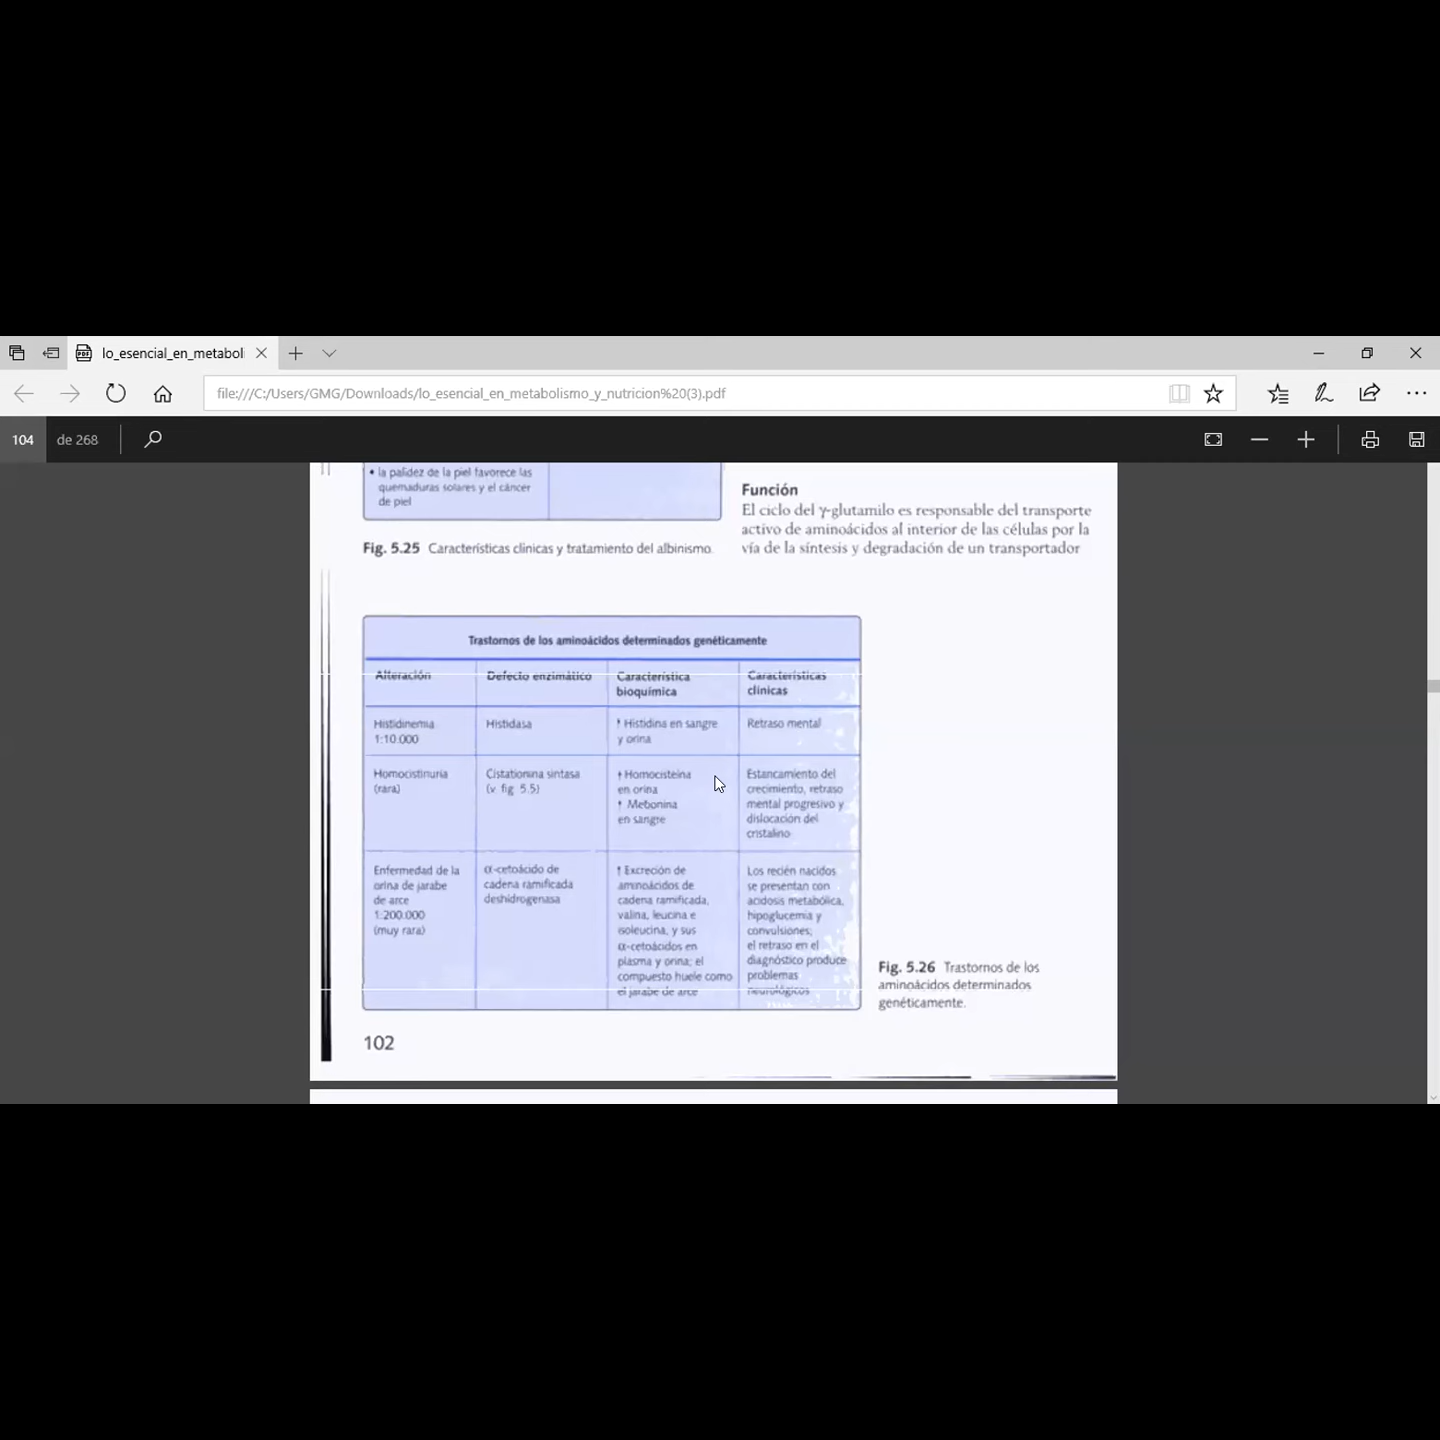 lo_esencial_en_metaboli
file:///C:/Users/GMG/Downloads/lo_esencial_en_metabolismo_y_nutricion%20(3).pdf
104 de 268
• la palidez de la piel favorece las
quemaduras solares y el cáncer
de piel
Fig. 5.25 Características clínicas y tratamiento del albinismo.
Función
El ciclo del γ-glutamilo es responsable del transporte
activo de aminoácidos al interior de las células por la
vía de la síntesis y degradación de un transportador
Trastornos de los aminoácidos determinados genéticamente
Alteración
Defecto enzimático
Característica
bioquímica
Características
clínicas
Histidinemia
1:10.000
Histidasa
↑ Histidina en sangre
y orina
Retraso mental
Homocistinuria
(rara)
Cistationina sintasa
(v. fig 5.5)
↑ Homocisteína
en orina
↑ Metionina
en sangre
Estancamiento del
crecimiento, retraso
mental progresivo y
dislocación del
cristalino
Enfermedad de la
orina de jarabe
de arce
1:200.000
(muy rara)
α-cetoácido de
cadena ramificada
deshidrogenasa
↑ Excreción de
aminoácidos de
cadena ramificada,
valina, leucina e
isoleucina, y sus
α-cetoácidos en
plasma y orina; el
compuesto huele como
el jarabe de arce
Los recién nacidos
se presentan con
acidosis metabólica,
hipoglucemia y
convulsiones;
el retraso en el
diagnóstico produce
problemas
neurológicos
Fig. 5.26 Trastornos de los
aminoácidos determinados
genéticamente.
102